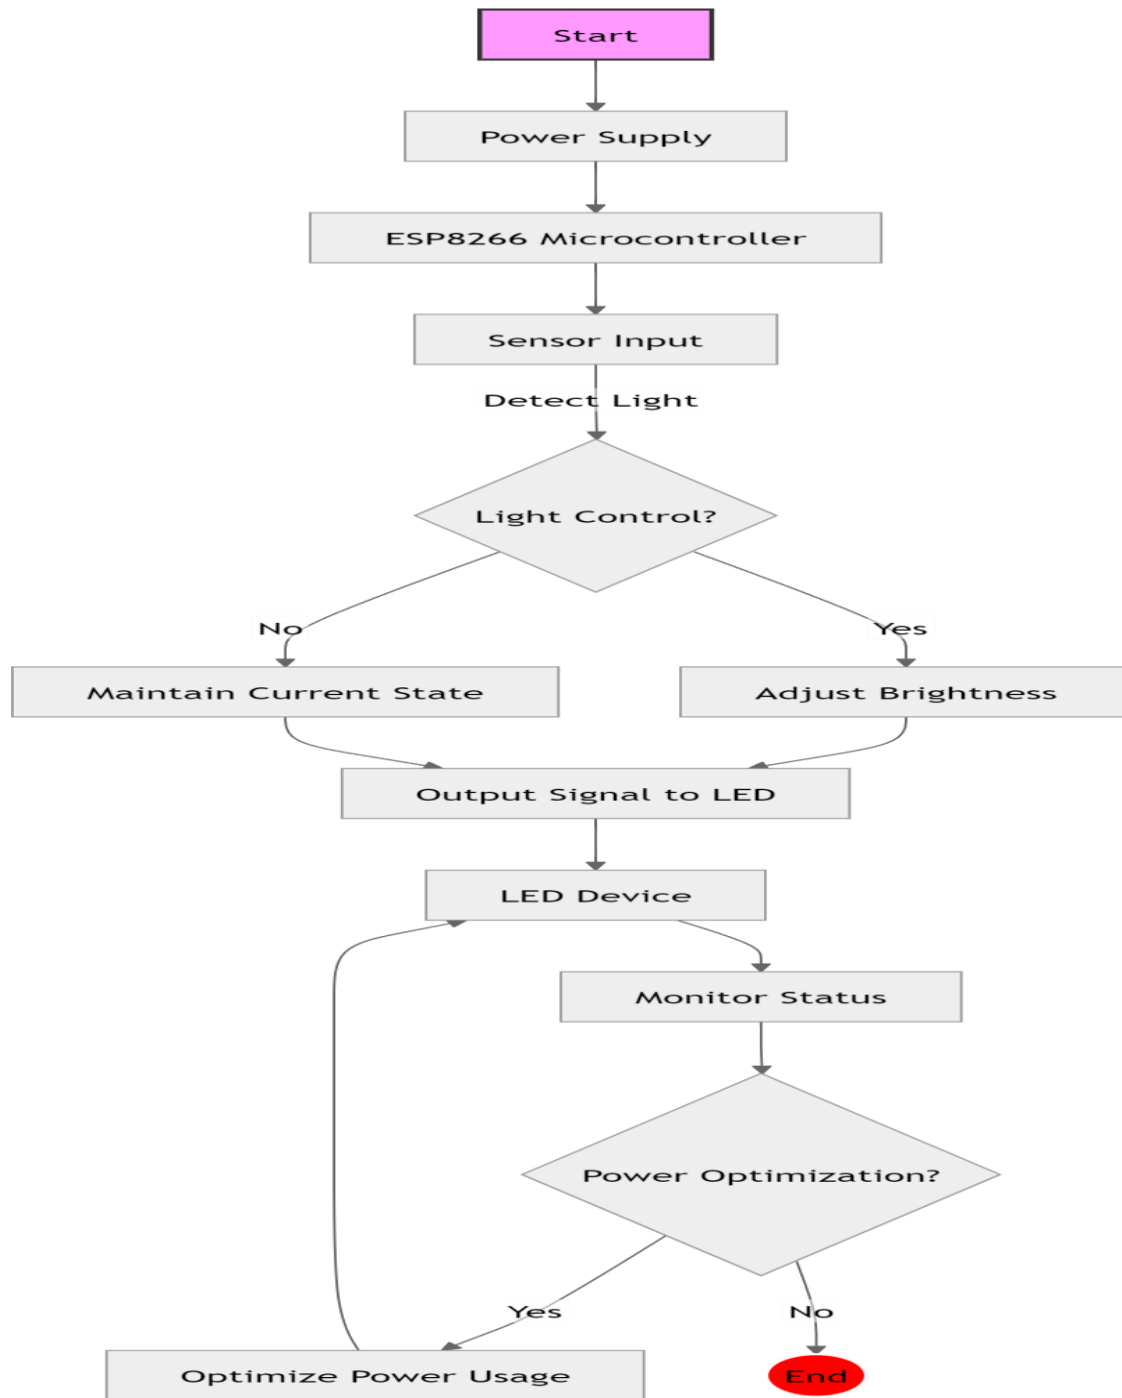 Start
Power Supply
ESP8266 Microcontroller
Sensor Input
Detect Light
Light Control?
No
Yes
Maintain Current State
Adjust Brightness
Output Signal to LED
LED Device
Monitor Status
Power Optimization?
Yes
No
Optimize Power Usage
End